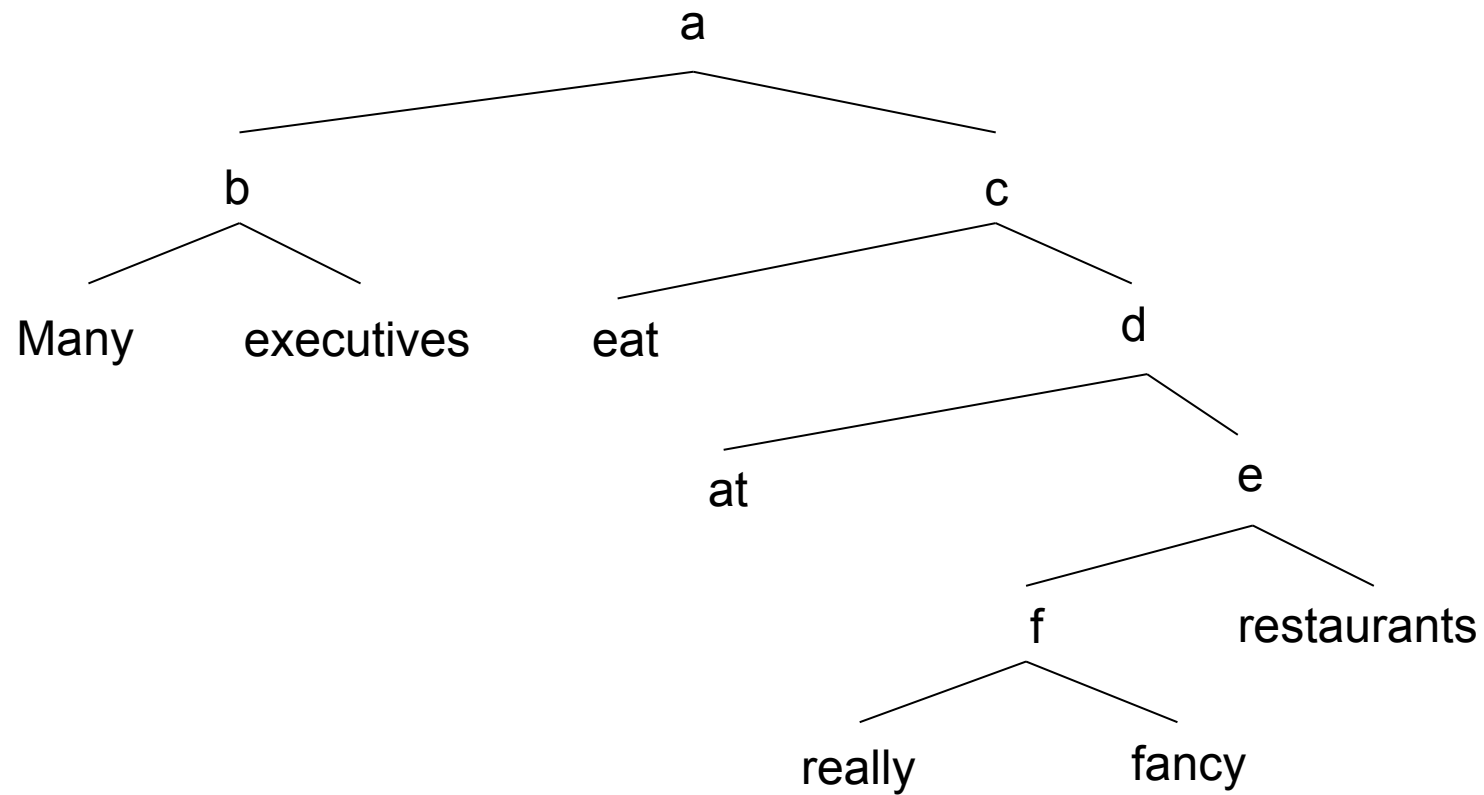 a
b c
Many executives eat d
at e
f restaurants
really fancy